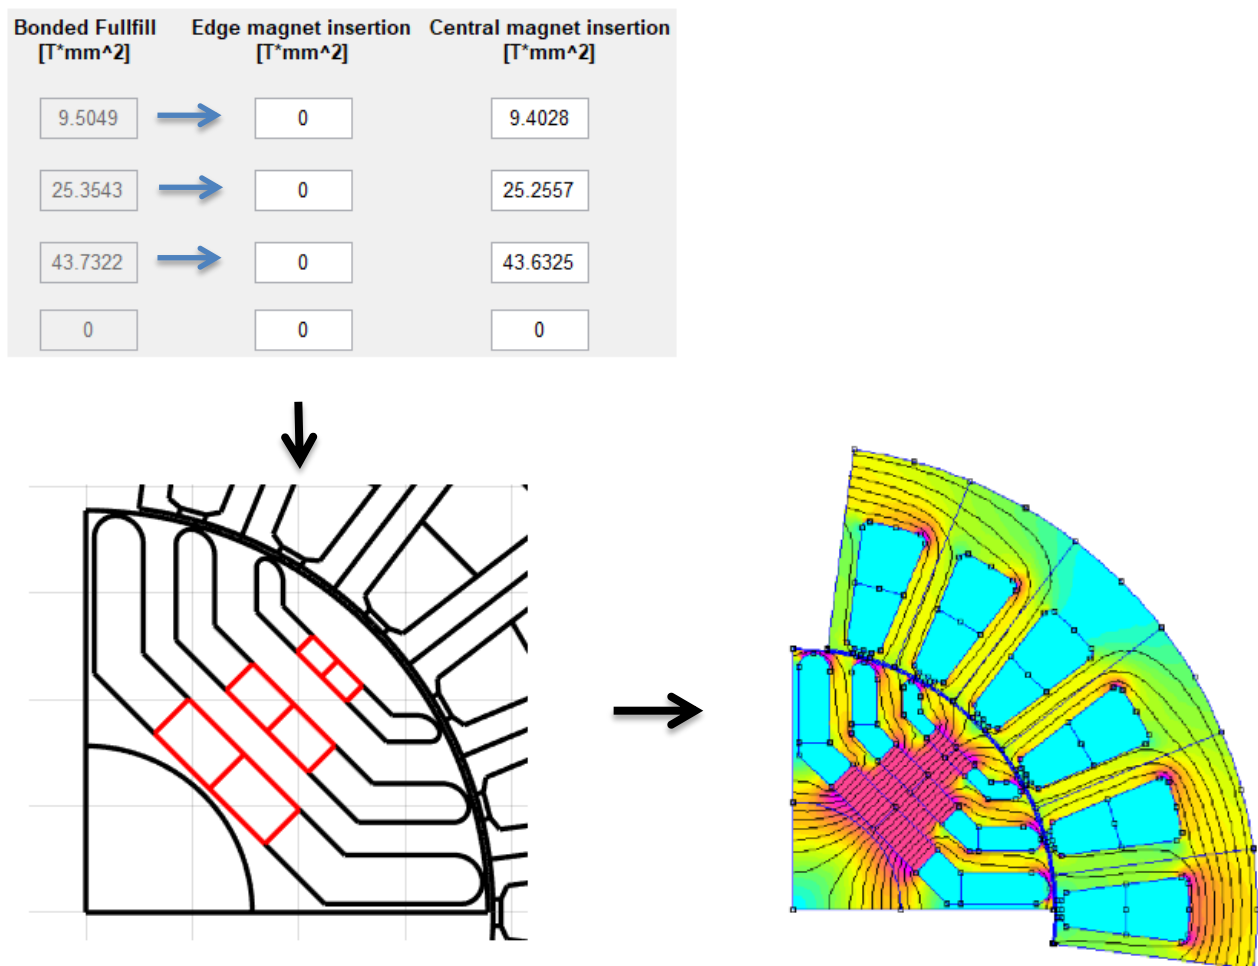 Bonded Fullfill Edge magnet insertion Central magnet insertion
[T*mm^2] [T*mm^2] [T*mm^2]
9.5049 0 9.4028
25.3543 0 25.2557
43.7322 0 43.6325
0 0 0